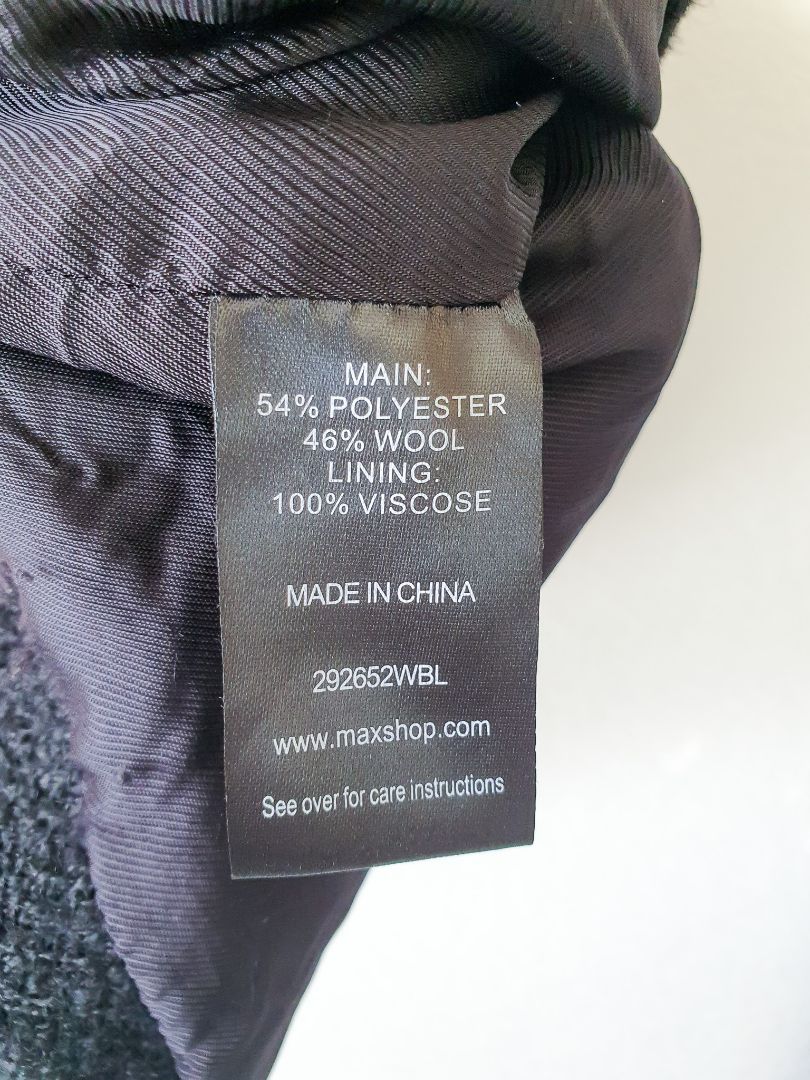 MAIN:
54% POLYESTER
46% WOOL
LINING:
100% VISCOSE
MADE IN CHINA
292652WBL
www.maxshop.com
See over for care instructions